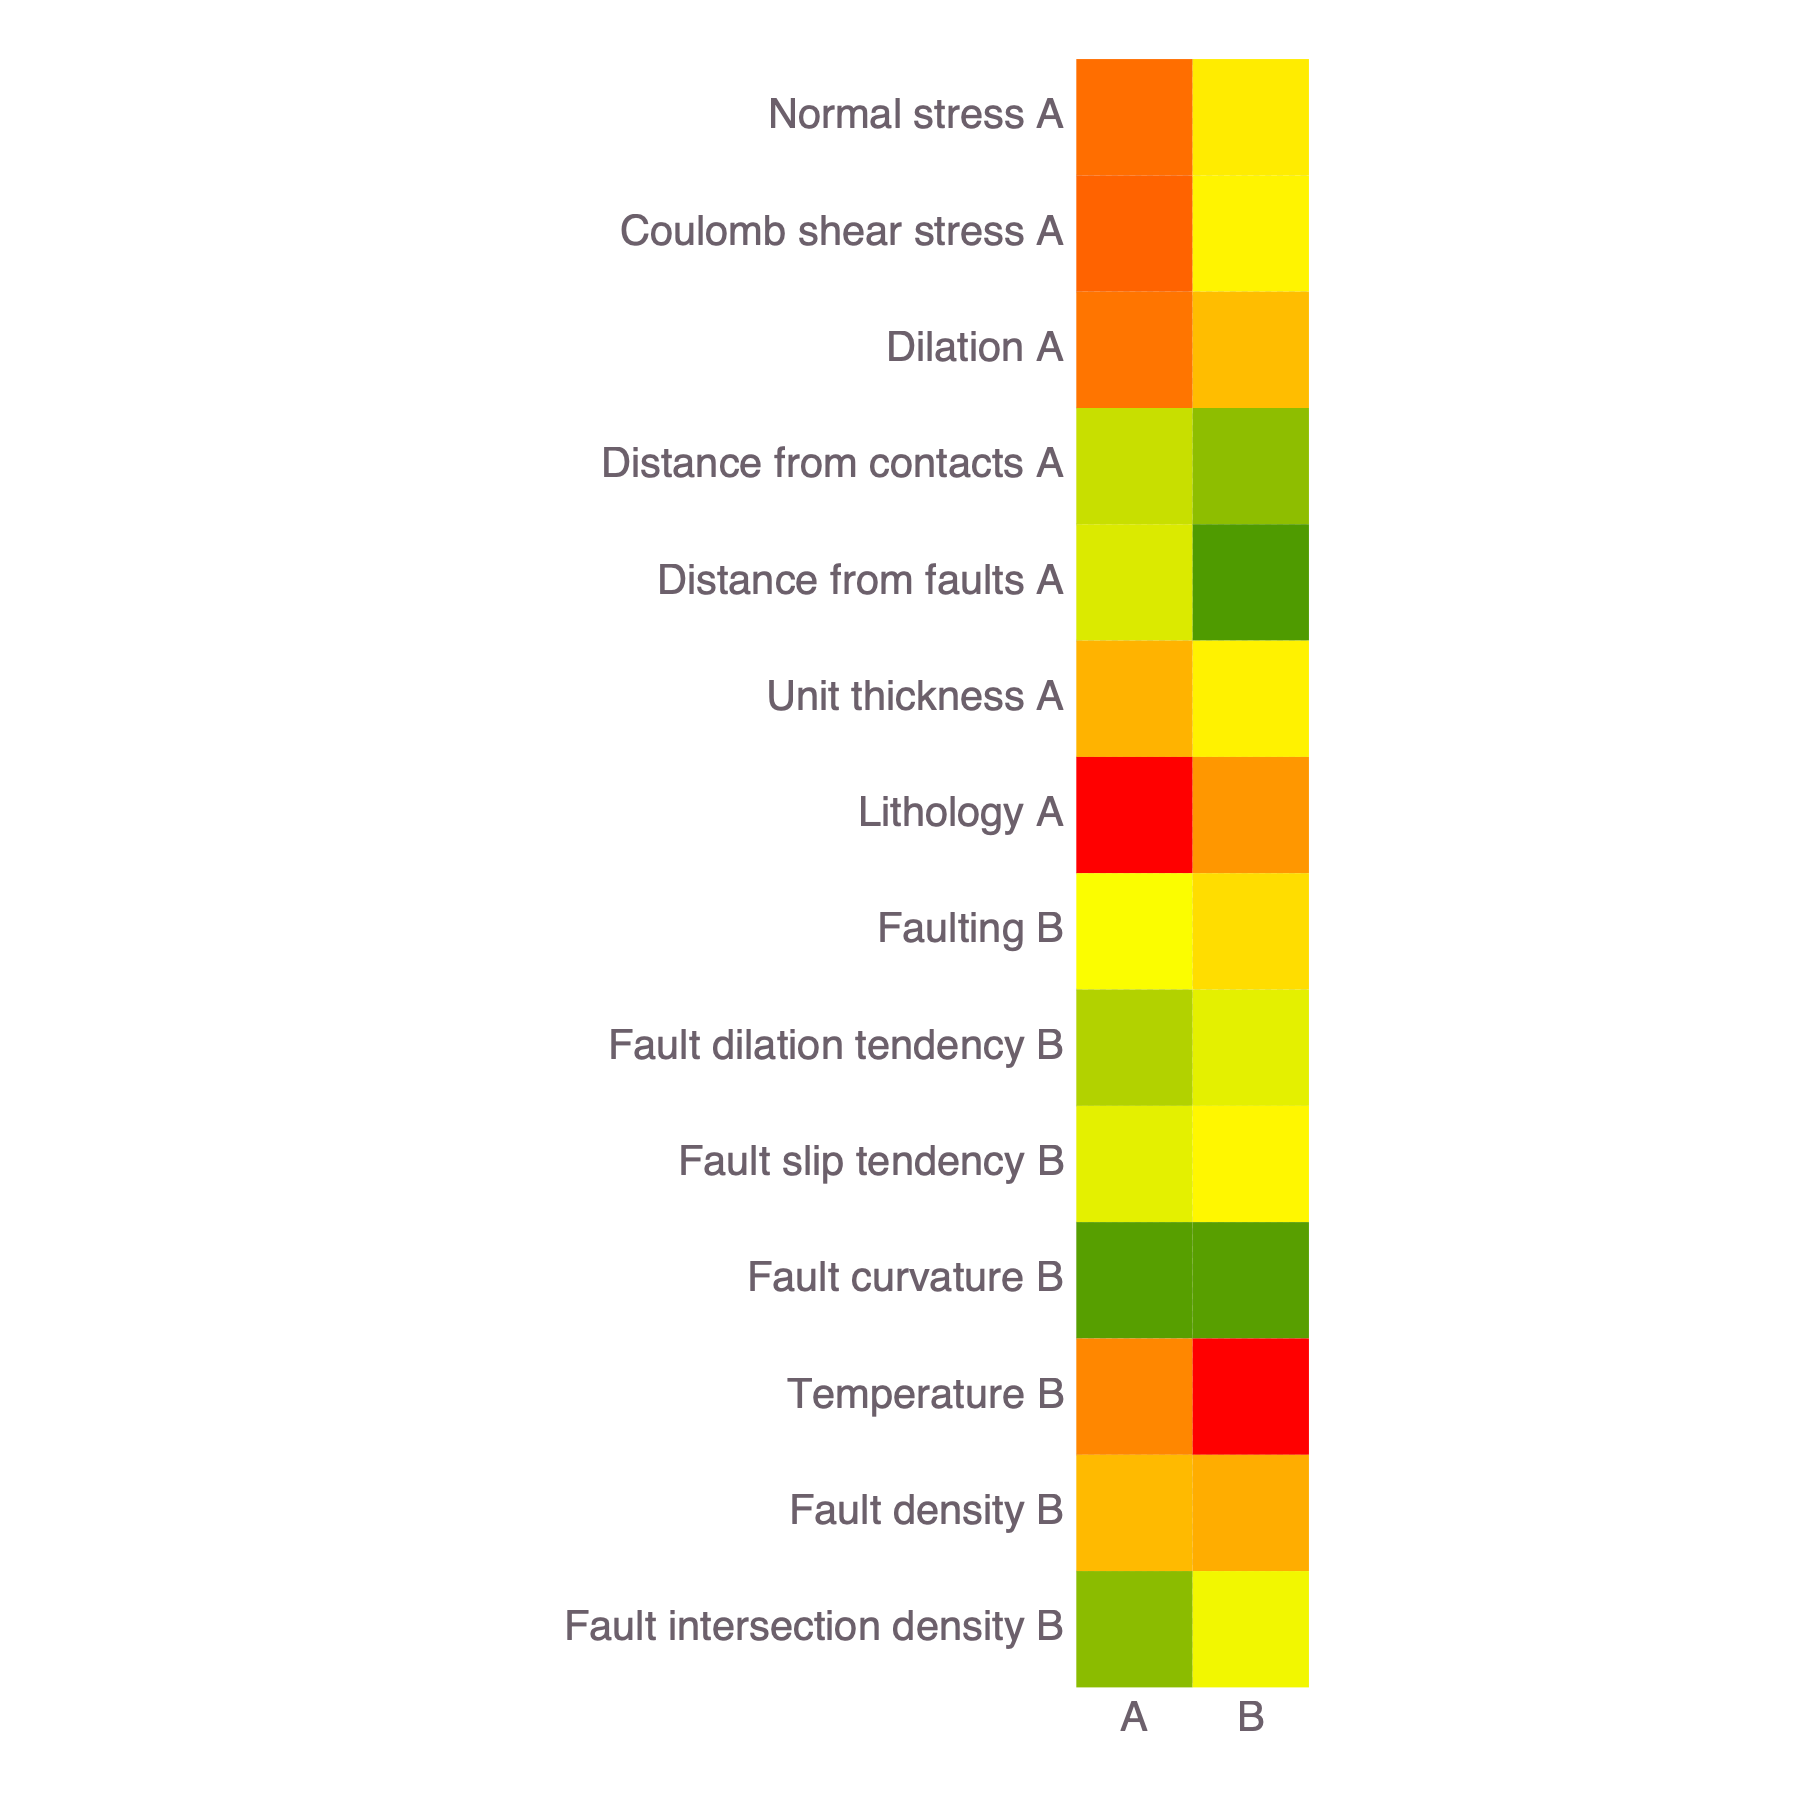 Normal stress A
Coulomb shear stress A
Dilation A
Distance from contacts A
Distance from faults A
Unit thickness A
Lithology A
Faulting B
Fault dilation tendency B
Fault slip tendency B
Fault curvature B
Temperature B
Fault density B
Fault intersection density B
A B